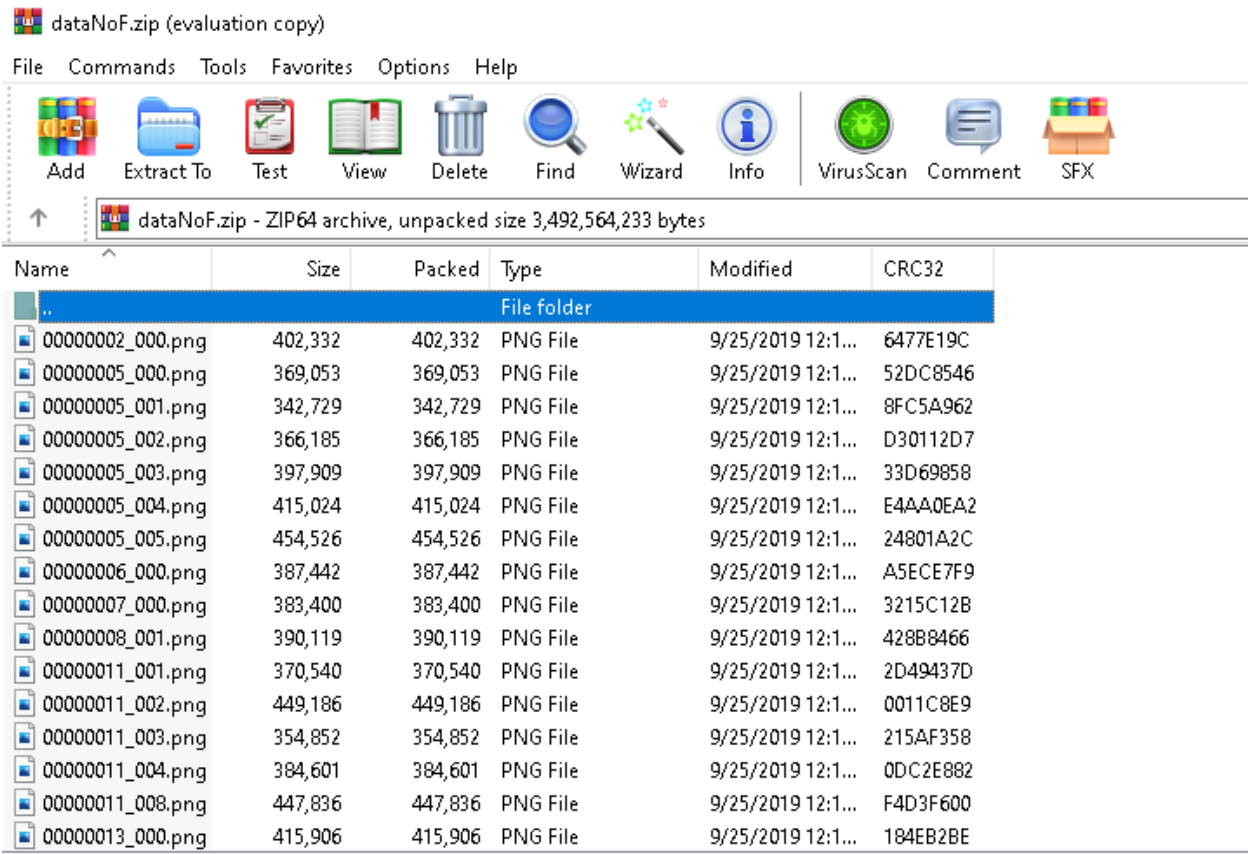 dataNoF.zip (evaluation copy)
File Commands Tools Favorites Options Help
Add Extract To Test View Delete Find Wizard Info VirusScan Comment SFX
dataNoF.zip - ZIP64 archive, unpacked size 3,492,564,233 bytes
Name Size Packed Type Modified CRC32
.. File folder
00000002_000.png 402,332 402,332 PNG File 9/25/2019 12:1... 6477E19C
00000005_000.png 369,053 369,053 PNG File 9/25/2019 12:1... 52DC8546
00000005_001.png 342,729 342,729 PNG File 9/25/2019 12:1... 8FC5A962
00000005_002.png 366,185 366,185 PNG File 9/25/2019 12:1... D30112D7
00000005_003.png 397,909 397,909 PNG File 9/25/2019 12:1... 33D69858
00000005_004.png 415,024 415,024 PNG File 9/25/2019 12:1... E4AA0EA2
00000005_005.png 454,526 454,526 PNG File 9/25/2019 12:1... 24801A2C
00000006_000.png 387,442 387,442 PNG File 9/25/2019 12:1... A5ECE7F9
00000007_000.png 383,400 383,400 PNG File 9/25/2019 12:1... 3215C12B
00000008_001.png 390,119 390,119 PNG File 9/25/2019 12:1... 428B8466
00000011_001.png 370,540 370,540 PNG File 9/25/2019 12:1... 2D49437D
00000011_002.png 449,186 449,186 PNG File 9/25/2019 12:1... 0011C8E9
00000011_003.png 354,852 354,852 PNG File 9/25/2019 12:1... 215AF358
00000011_004.png 384,601 384,601 PNG File 9/25/2019 12:1... 0DC2E882
00000011_008.png 447,836 447,836 PNG File 9/25/2019 12:1... F4D3F600
00000013_000.png 415,906 415,906 PNG File 9/25/2019 12:1... 184EB2BE